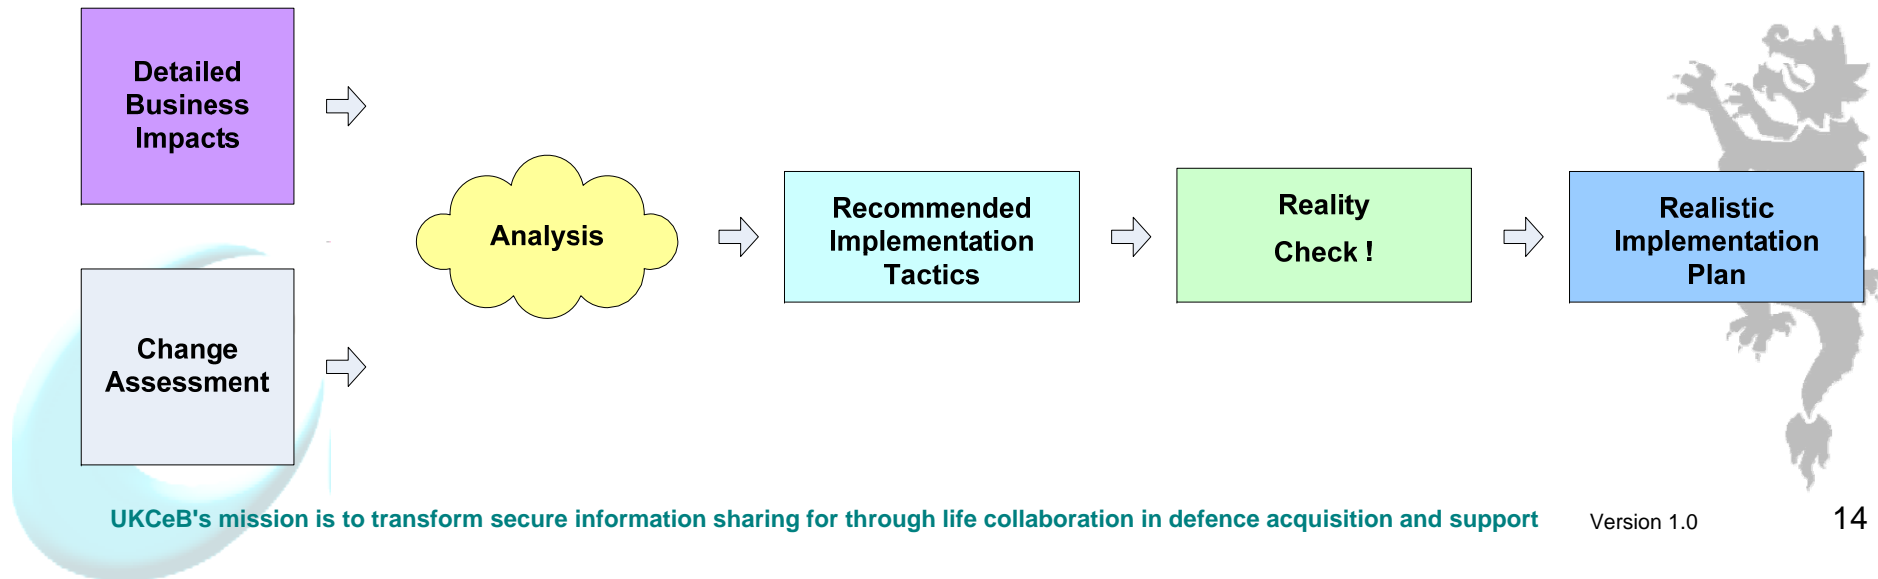 Detailed
Business
Impacts
Change
Assessment
Analysis
Recommended
Implementation
Tactics
Reality
Check !
Realistic
Implementation
Plan
UKCeB's mission is to transform secure information sharing for through life collaboration in defence acquisition and support
Version 1.0
14